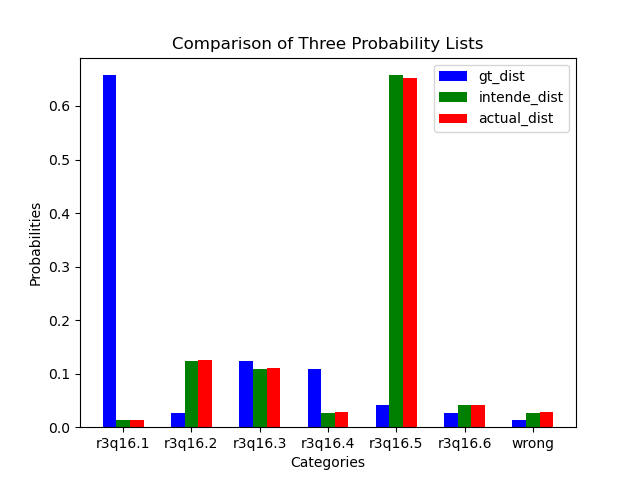 Comparison of Three Probability Lists
gt_dist
intende_dist
actual_dist
Probabilities
0.6
0.5
0.4
0.3
0.2
0.1
0.0
r3q16.1 r3q16.2 r3q16.3 r3q16.4 r3q16.5 r3q16.6 wrong
Categories